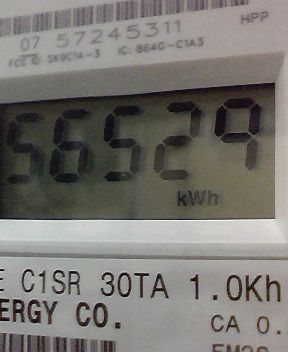 HPP
07 57245311
FCC ID: SK9C1A-3 IC: 864G-C1A3
56529
kWh
E C1SR 30TA 1.0Kh
ERGY CO.
CA 0.